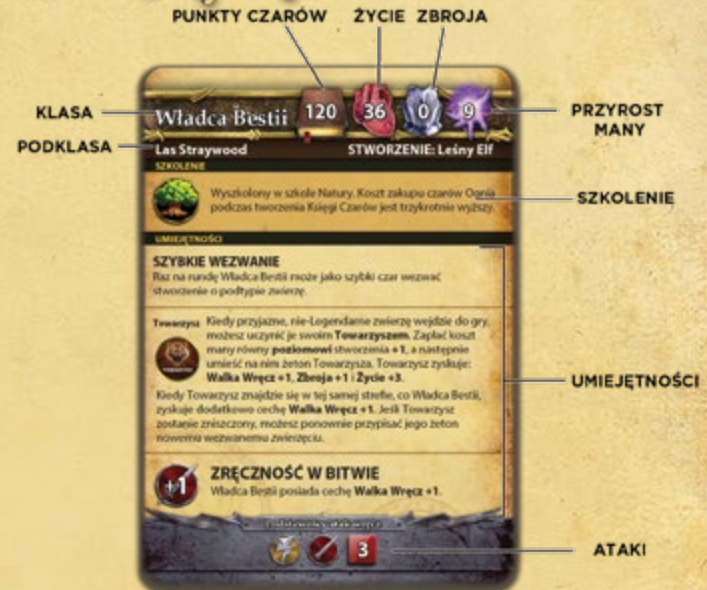 PUNKTY CZARÓW ŻYCIE ZBROJA
KLASA
PODKLASA
PRZYROST
MANY
SZKOLENIE
UMIEJĘTNOŚCI
ATAKI
Władca Bestii 120 36 0 9
Las Straywood STWORZENIE: Leśny Elf
SZKOLENIE
Wyszkolony w szkole Natury. Koszt zakupu czarów Ognia
podczas tworzenia Księgi Czarów jest trzykrotnie wyższy.
UMIEJĘTNOŚCI
SZYBKIE WEZWANIE
Raz na rundę Władca Bestii może jako szybki czar wezwać
stworzenie o podtypie zwierzę.
Towarzysz Kiedy przyjazne, nie-Legendarne zwierzę wejdzie do gry,
możesz uczynić je swoim Towarzyszem. Zapłać koszt
many równy poziomowi stworzenia +1, a następnie
umieść na nim żeton Towarzysza. Towarzysz zyskuje:
Walka Wręcz +1, Zbroja +1 i Życie +3.
Kiedy Towarzysz znajdzie się w tej samej strefie, co Władca Bestii,
zyskuje dodatkowo cechę Walka Wręcz +1. Jeśli Towarzysz
zostanie zniszczony, możesz ponownie przypisać jego żeton
nowemu wezwanemu zwierzęciu.
+1 ZRĘCZNOŚĆ W BITWIE
Władca Bestii posiada cechę Walka Wręcz +1.
Podstawowy atak wręcz
3